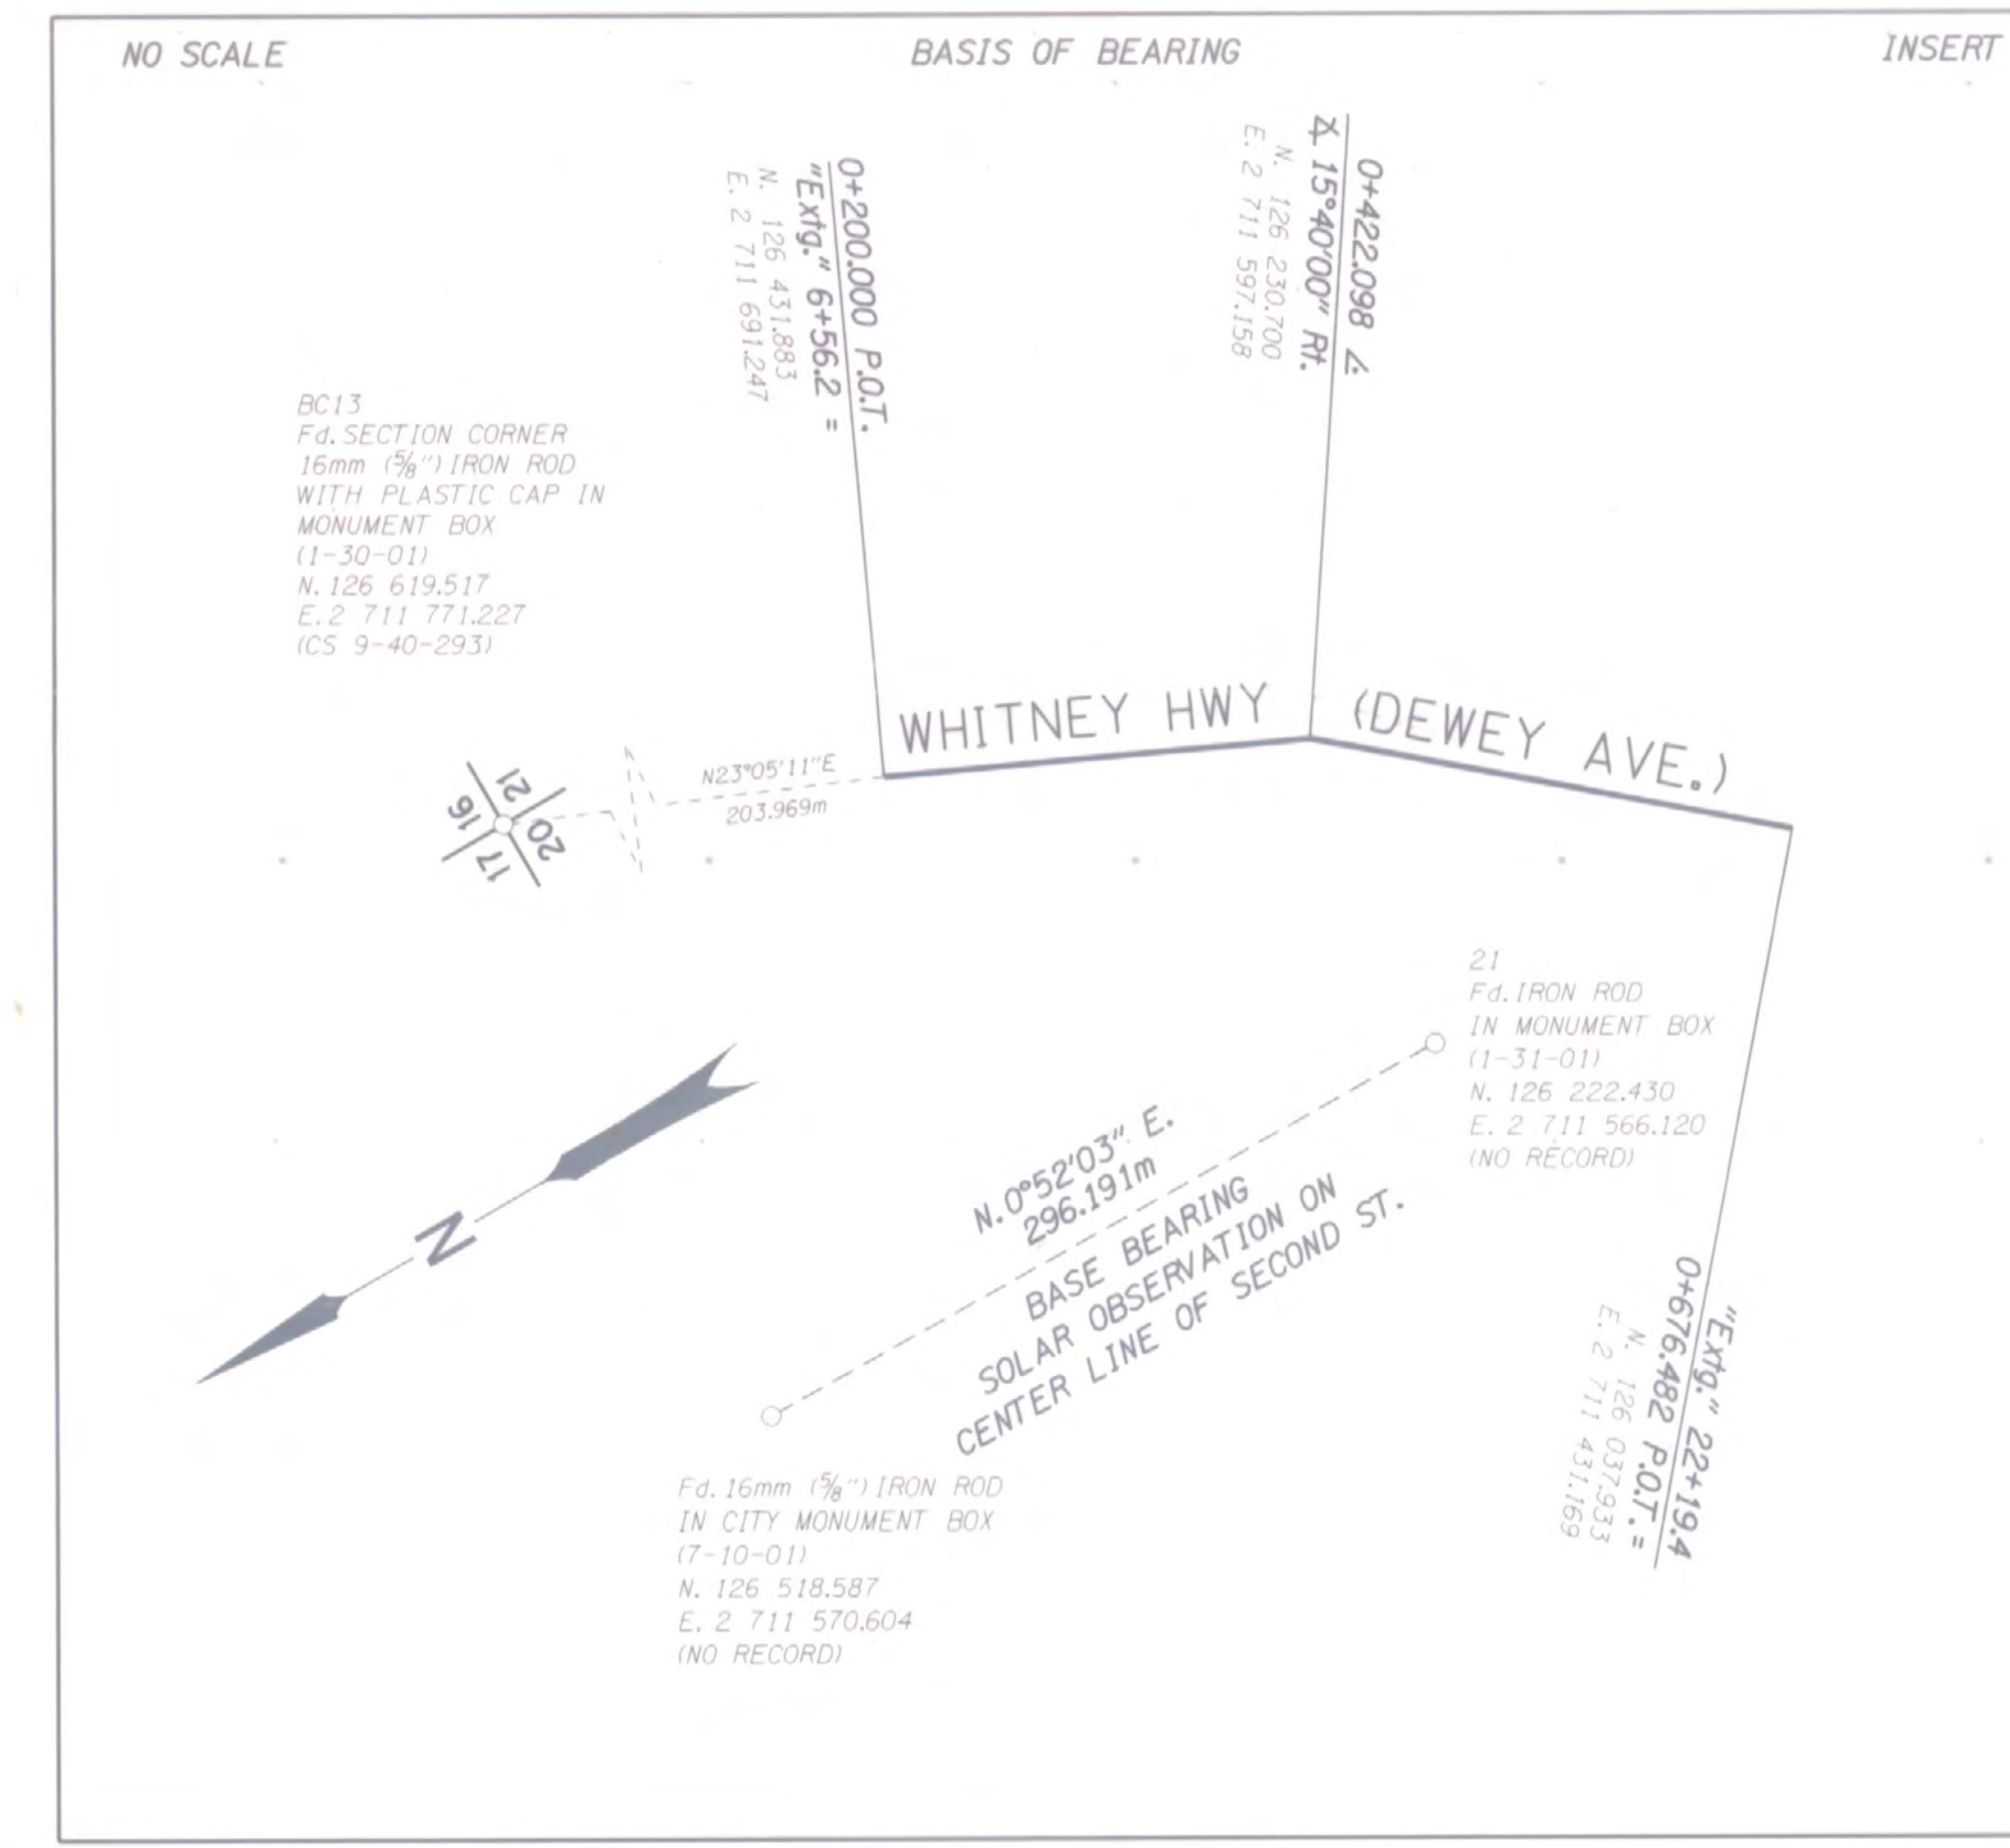 NO SCALE
BASIS OF BEARING
INSERT
0+200.000 P.O.T.
"Extg." 6+56.2 =
N. 126 431.883
E. 2 711 691.247
0+422.098 ∠:
∡ 15°40'00" Rt.
N. 126 230.700
E. 2 711 597.158
BC13
Fd. SECTION CORNER
16mm (5/8") IRON ROD
WITH PLASTIC CAP IN
MONUMENT BOX
(1-30-01)
N. 126 619.517
E. 2 711 771.227
(CS 9-40-293)
WHITNEY HWY (DEWEY AVE.)
N23°05'11"E
203.969m
16 21
17 20
21
Fd. IRON ROD
IN MONUMENT BOX
(1-31-01)
N. 126 222.430
E. 2 711 566.120
(NO RECORD)
N
N. 0°52'03" E.
296.191m
BASE BEARING
SOLAR OBSERVATION ON
CENTER LINE OF SECOND ST.
"Extg." 22+19.4
0+676.482 P.O.T. =
N. 126 037.933
E. 2 711 431.169
Fd. 16mm (5/8") IRON ROD
IN CITY MONUMENT BOX
(7-10-01)
N. 126 518.587
E. 2 711 570.604
(NO RECORD)